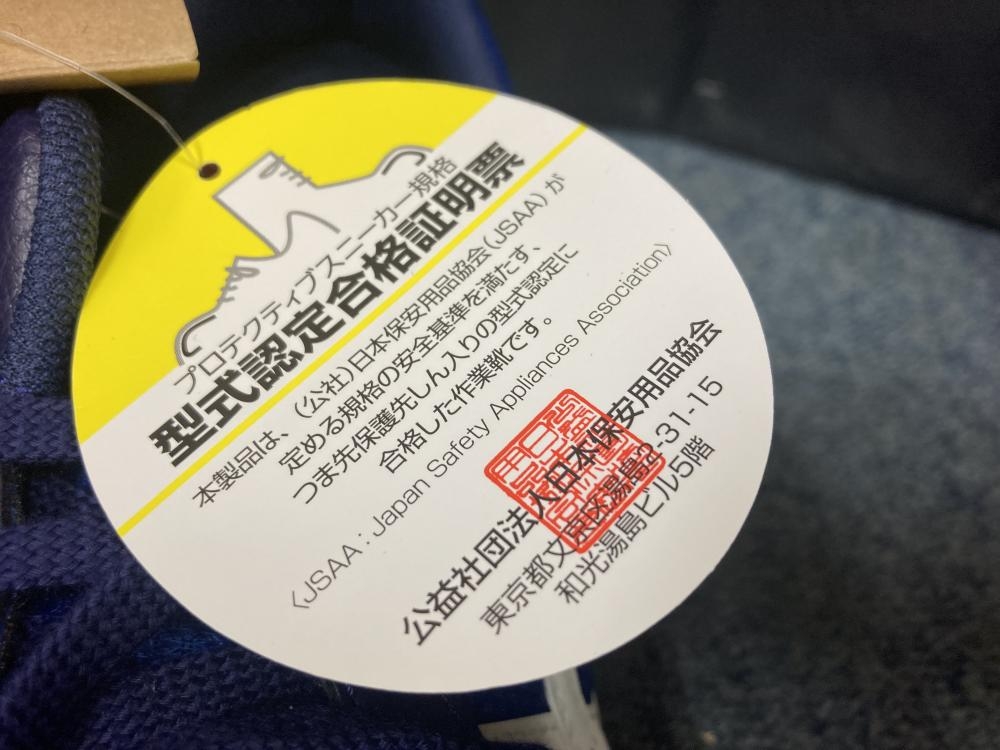 プロテクティブスニーカー規格
型式認定合格証明票
本製品は、(公社)日本保安用品協会(JSAA)が
定める規格の安全基準を満たす、
つま先保護先しん入りの型式認定に
合格した作業靴です。
〈JSAA：Japan Safety Appliances Association〉
公益社団法人日本保安用品協会
東京都文京区湯島2-31-15
和光湯島ビル5階